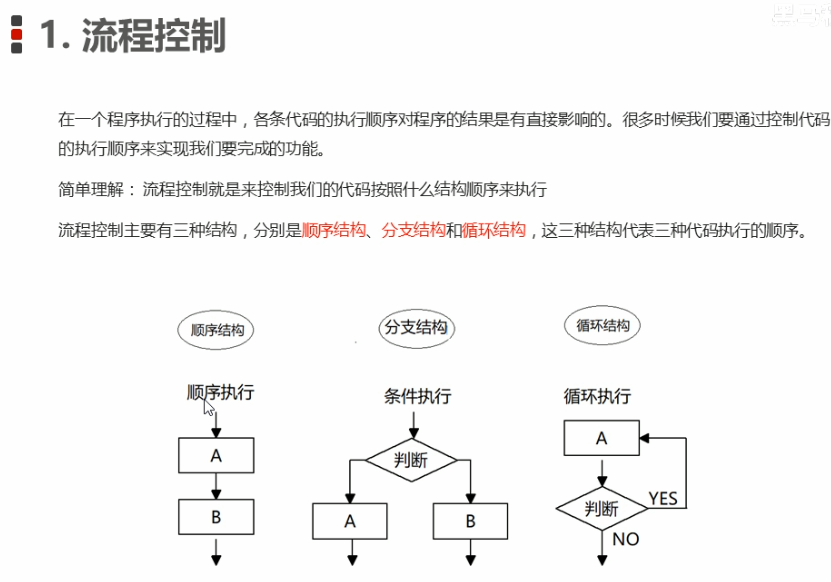 1. 流程控制
在一个程序执行的过程中，各条代码的执行顺序对程序的结果是有直接影响的。很多时候我们要通过控制代码
的执行顺序来实现我们要完成的功能。
简单理解： 流程控制就是来控制我们的代码按照什么结构顺序来执行
流程控制主要有三种结构，分别是顺序结构、分支结构和循环结构，这三种结构代表三种代码执行的顺序。
顺序结构
分支结构
循环结构
顺序执行
条件执行
循环执行
A
B
判断
A
B
A
判断
YES
NO